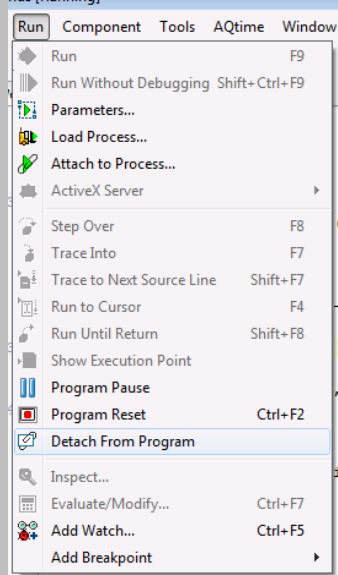 [Running]
Run Component Tools AQtime Window
Run F9
Run Without Debugging Shift+Ctrl+F9
Parameters...
Load Process...
Attach to Process...
ActiveX Server
Step Over F8
Trace Into F7
Trace to Next Source Line Shift+F7
Run to Cursor F4
Run Until Return Shift+F8
Show Execution Point
Program Pause
Program Reset Ctrl+F2
Detach From Program
Inspect...
Evaluate/Modify... Ctrl+F7
Add Watch... Ctrl+F5
Add Breakpoint